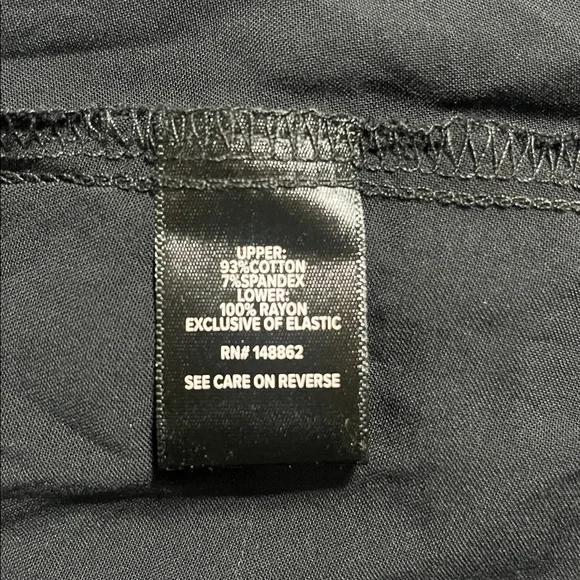 UPPER:
93%COTTON
7%SPANDEX
LOWER:
100% RAYON
EXCLUSIVE OF ELASTIC
RN# 148862
SEE CARE ON REVERSE